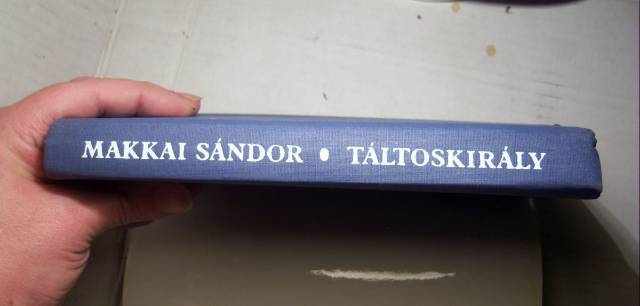 MAKKAI SÁNDOR • TÁLTOSKIRÁLY